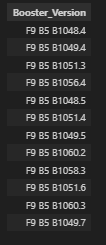 Booster_Version
F9 B5 B1048.4
F9 B5 B1049.4
F9 B5 B1051.3
F9 B5 B1056.4
F9 B5 B1048.5
F9 B5 B1051.4
F9 B5 B1049.5
F9 B5 B1060.2
F9 B5 B1058.3
F9 B5 B1051.6
F9 B5 B1060.3
F9 B5 B1049.7